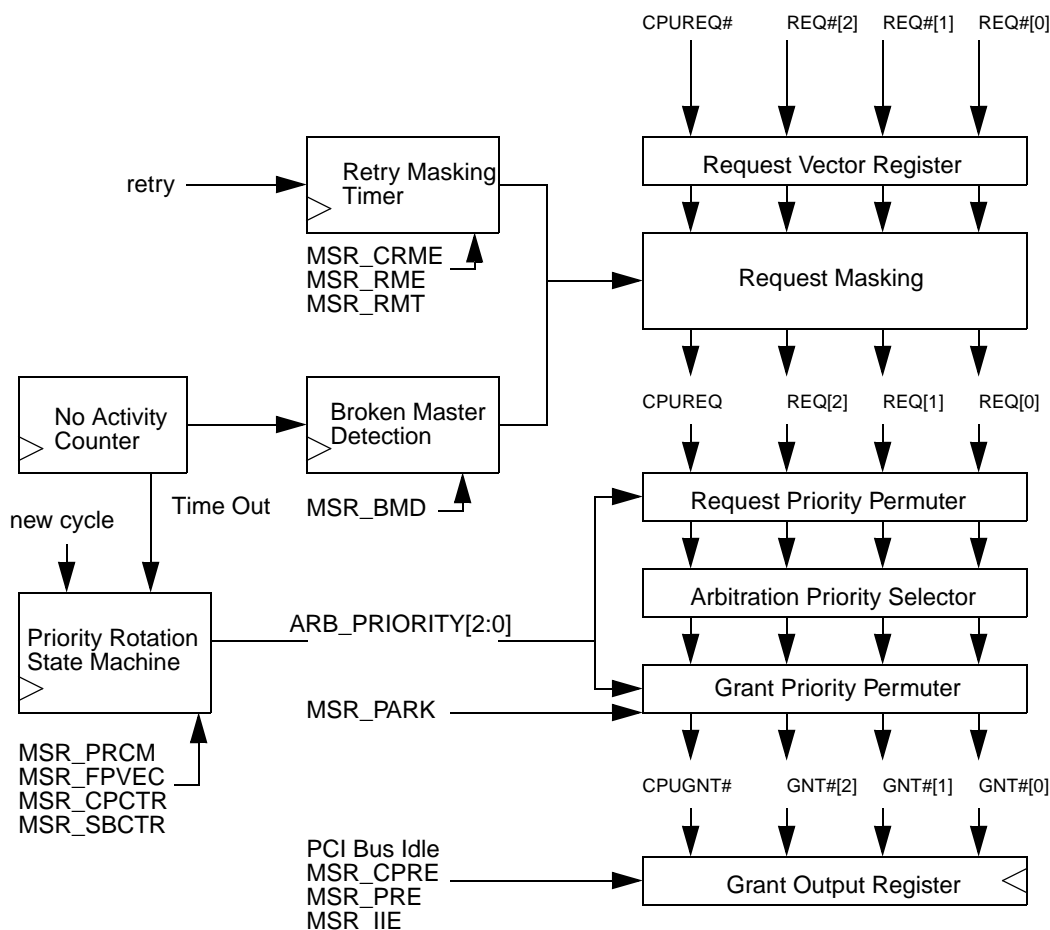 CPUREQ# REQ#[2] REQ#[1] REQ#[0]
Request Vector Register
Retry Masking
Timer
retry
MSR_CRME
MSR_RME
MSR_RMT
Request Masking
CPUREQ REQ[2] REQ[1] REQ[0]
No Activity
Counter
Broken Master
Detection
MSR_BMD
Time Out
new cycle
Request Priority Permuter
Arbitration Priority Selector
ARB_PRIORITY[2:0]
Priority Rotation
State Machine
Grant Priority Permuter
MSR_PARK
MSR_PRCM
MSR_FPVEC
MSR_CPCTR
MSR_SBCTR
CPUGNT# GNT#[2] GNT#[1] GNT#[0]
PCI Bus Idle
MSR_CPRE
MSR_PRE
MSR_IIE
Grant Output Register